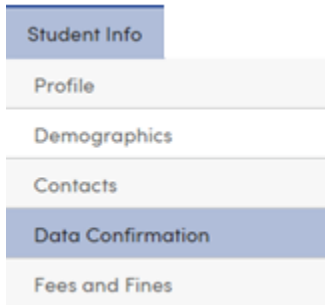 Student Info
Profile
Demographics
Contacts
Data Confirmation
Fees and Fines